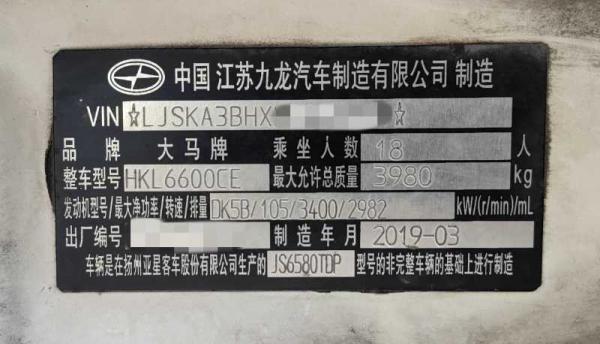 中国 江苏九龙汽车制造有限公司 制造
VIN ☆LJSKA3BHX ☆
品牌 大马牌 乘坐人数 18 人
整车型号 HKL6600CE 最大允许总质量 3980 kg
发动机型号/最大净功率/转速/排量 DK5B/105/3400/2982 kW/(r/min)/mL
出厂编号 制造年月 2019-03
车辆是在扬州亚星客车股份有限公司生产的 JS6580TDP 型号的非完整车辆的基础上进行制造